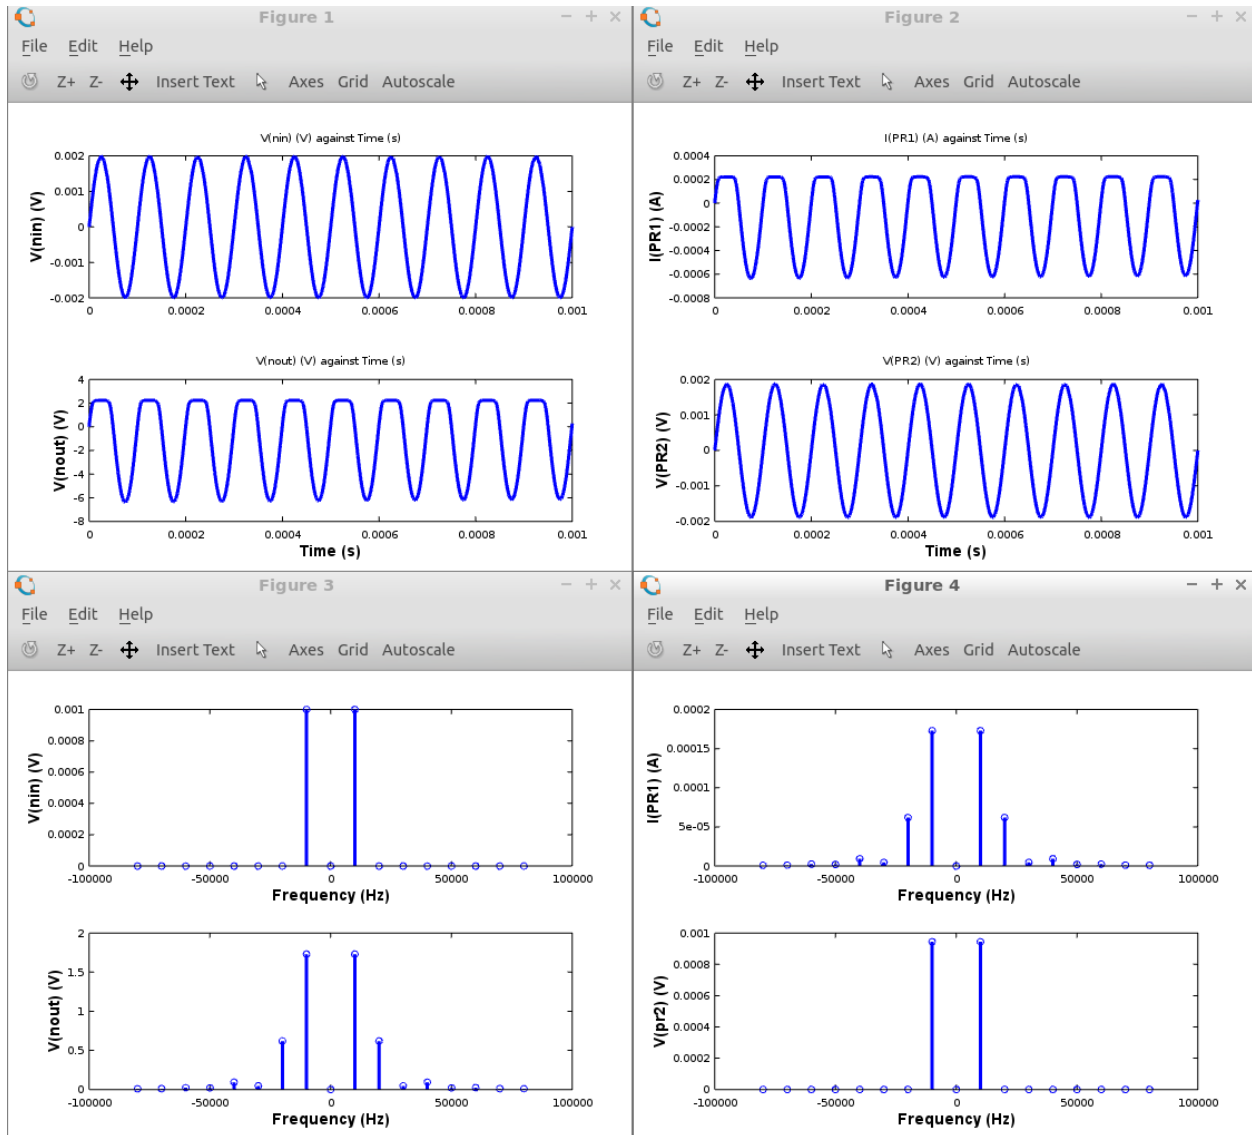 Figure 1
File Edit Help
Z+ Z- Insert Text Axes Grid Autoscale
V(nin) (V) against Time (s)
V(nin) (V)
0.002
0.001
0
-0.001
-0.002
0 0.0002 0.0004 0.0006 0.0008 0.001
V(nout) (V) against Time (s)
V(nout) (V)
4
2
0
-2
-4
-6
-8
0 0.0002 0.0004 0.0006 0.0008 0.001
Time (s)
Figure 2
File Edit Help
Z+ Z- Insert Text Axes Grid Autoscale
I(PR1) (A) against Time (s)
I(PR1) (A)
0.0004
0.0002
0
-0.0002
-0.0004
-0.0006
-0.0008
0 0.0002 0.0004 0.0006 0.0008 0.001
V(PR2) (V) against Time (s)
V(PR2) (V)
0.002
0.001
0
-0.001
-0.002
0 0.0002 0.0004 0.0006 0.0008 0.001
Time (s)
Figure 3
File Edit Help
Z+ Z- Insert Text Axes Grid Autoscale
V(nin) (V)
0.001
0.0008
0.0006
0.0004
0.0002
0
-100000 -50000 0 50000 100000
Frequency (Hz)
V(nout) (V)
2
1.5
1
0.5
0
-100000 -50000 0 50000 100000
Frequency (Hz)
Figure 4
File Edit Help
Z+ Z- Insert Text Axes Grid Autoscale
I(PR1) (A)
0.0002
0.00015
0.0001
5e-05
0
-100000 -50000 0 50000 100000
Frequency (Hz)
V(pr2) (V)
0.001
0.0008
0.0006
0.0004
0.0002
0
-100000 -50000 0 50000 100000
Frequency (Hz)